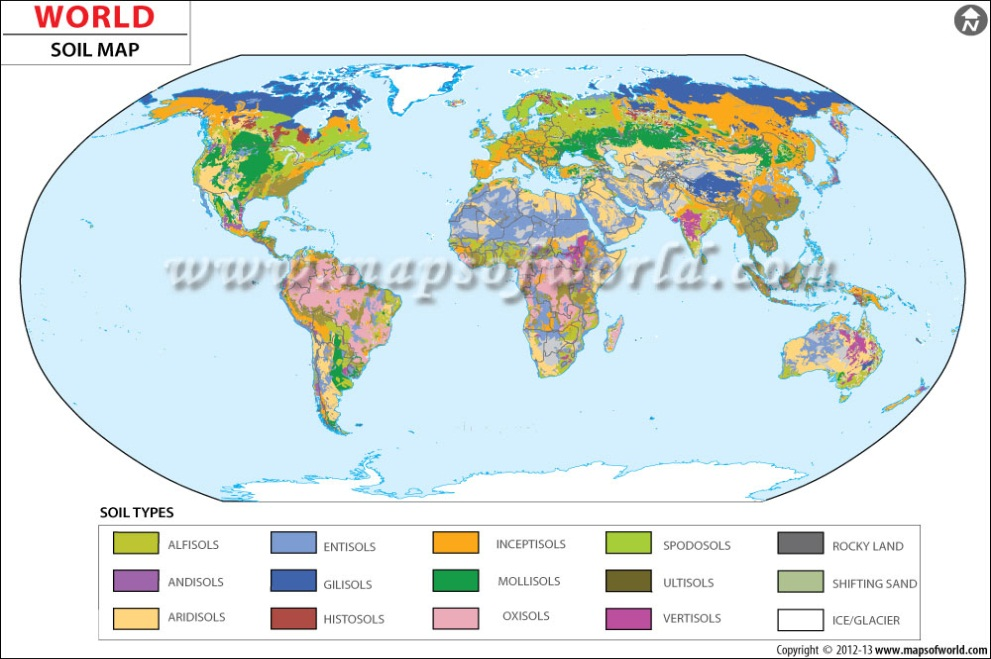 WORLD
SOIL MAP
N
www.mapsofworld.com
SOIL TYPES
ALFISOLS
ENTISOLS
INCEPTISOLS
SPODOSOLS
ROCKY LAND
ANDISOLS
GILISOLS
MOLLISOLS
ULTISOLS
SHIFTING SAND
ARIDISOLS
HISTOSOLS
OXISOLS
VERTISOLS
ICE/GLACIER
Copyright © 2012-13 www.mapsofworld.com